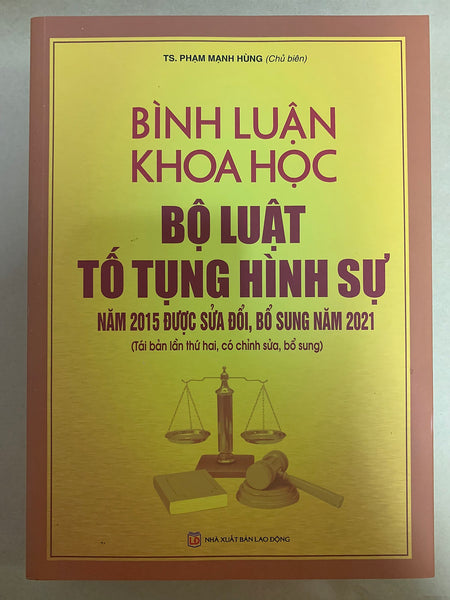 TS. PHẠM MẠNH HÙNG (Chủ biên)
BÌNH LUẬN
KHOA HỌC
BỘ LUẬT
TỐ TỤNG HÌNH SỰ
NĂM 2015 ĐƯỢC SỬA ĐỔI, BỔ SUNG NĂM 2021
(Tái bản lần thứ hai, có chỉnh sửa, bổ sung)
LĐ NHÀ XUẤT BẢN LAO ĐỘNG